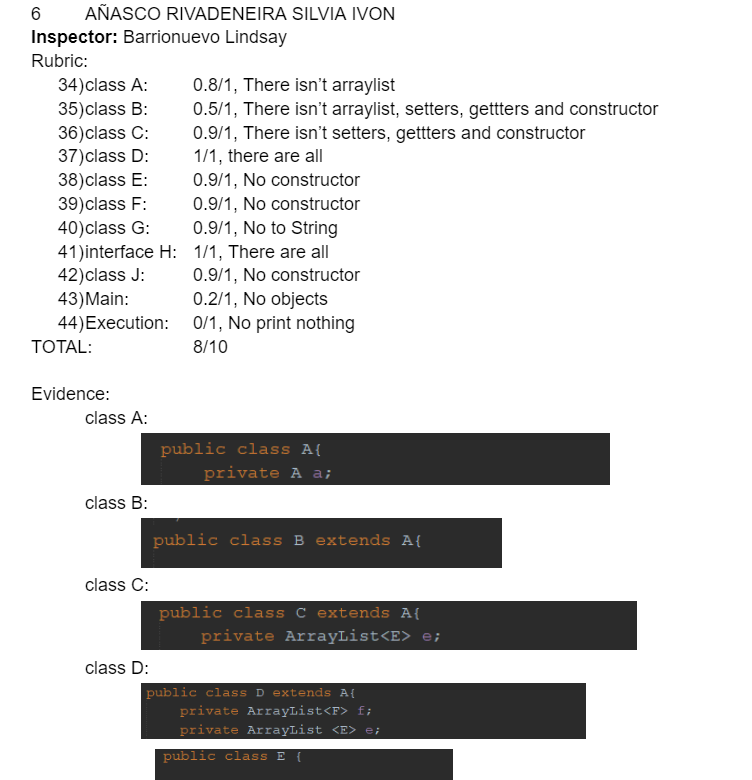 6 AÑASCO RIVADENEIRA SILVIA IVON
Inspector: Barrionuevo Lindsay
Rubric:
34)class A: 0.8/1, There isn’t arraylist
35)class B: 0.5/1, There isn’t arraylist, setters, gettters and constructor
36)class C: 0.9/1, There isn’t setters, gettters and constructor
37)class D: 1/1, there are all
38)class E: 0.9/1, No constructor
39)class F: 0.9/1, No constructor
40)class G: 0.9/1, No to String
41)interface H: 1/1, There are all
42)class J: 0.9/1, No constructor
43)Main: 0.2/1, No objects
44)Execution: 0/1, No print nothing
TOTAL: 8/10
Evidence:
class A:
public class A{
private A a;
class B:
public class B extends A{
class C:
public class C extends A{
private ArrayList<E> e;
class D:
public class D extends A{
private ArrayList<F> f;
private ArrayList <E> e;
public class E {